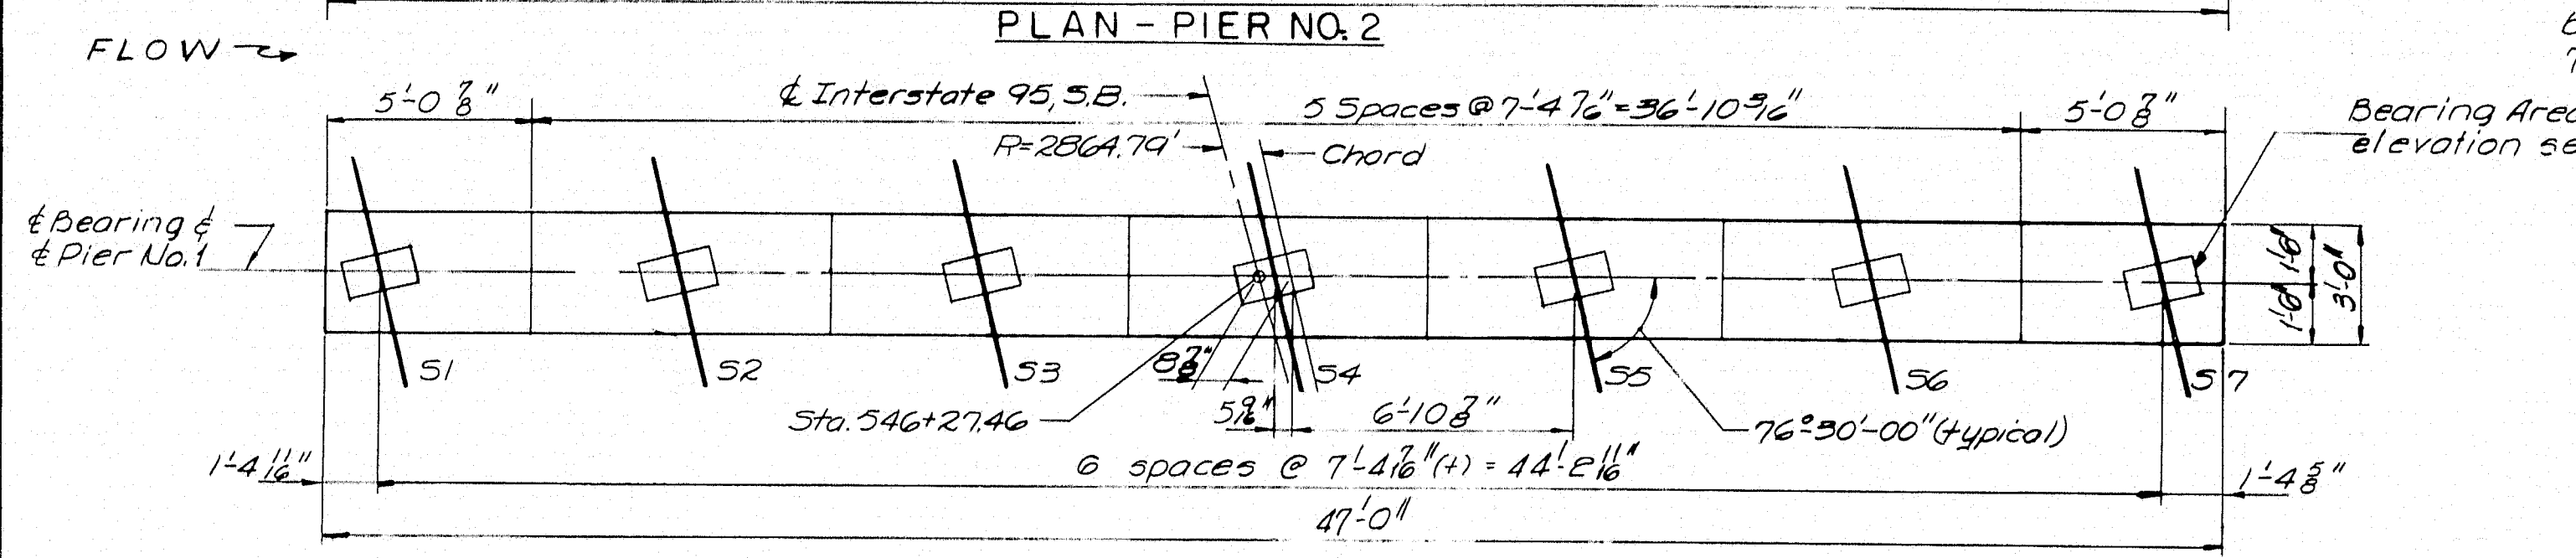 PLAN - PIER NO. 2
FLOW
6
7
5'-0 7/8"
℄ Interstate 95, S.B.
5 Spaces @ 7'-4 7/16" = 36'-10 3/16"
5'-0 7/8"
R=2864.79'
Chord
Bearing Area
elevation se
℄ Bearing &
℄ Pier No. 1
1'-6"
1'-6"
3'-0"
S1
S2
S3
8 7/8"
S4
S5
S6
S7
Sta. 546+27.46
5 9/16"
6'-10 7/8"
76°-30'-00" (typical)
1'-4 11/16"
6 spaces @ 7'-4 7/16" (+) = 44'-2 11/16"
1'-4 5/8"
47'-0"